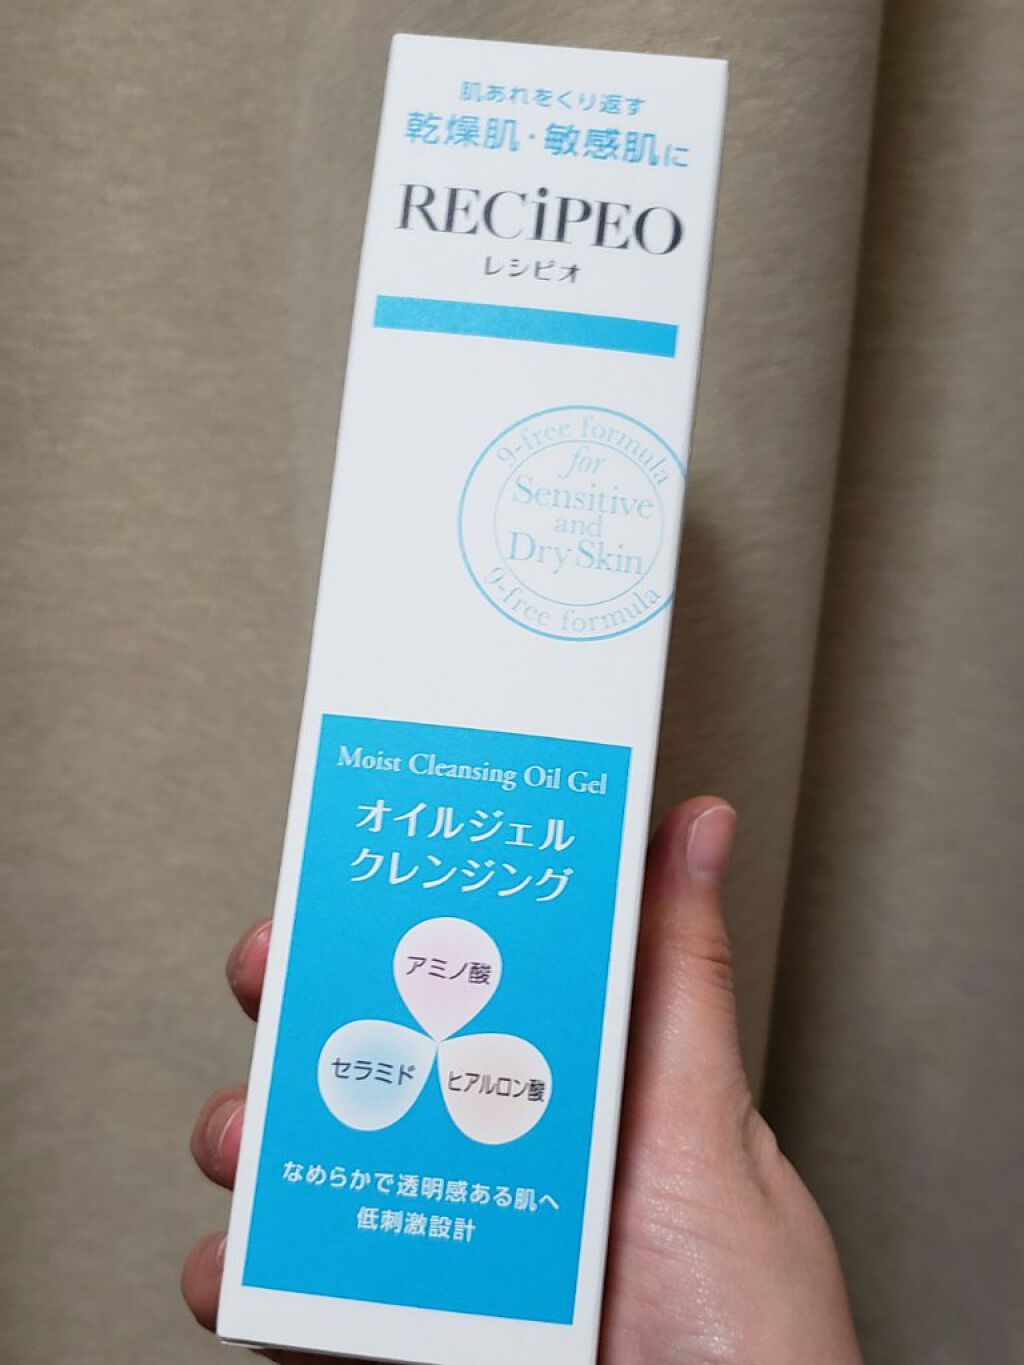 肌あれをくり返す
乾燥肌・敏感肌に
RECiPEO
レシピオ
9-free formula
for
Sensitive
and
Dry Skin
9-free formula
Moist Cleansing Oil Gel
オイルジェル
クレンジング
アミノ酸
セラミド
ヒアルロン酸
なめらかで透明感ある肌へ
低刺激設計